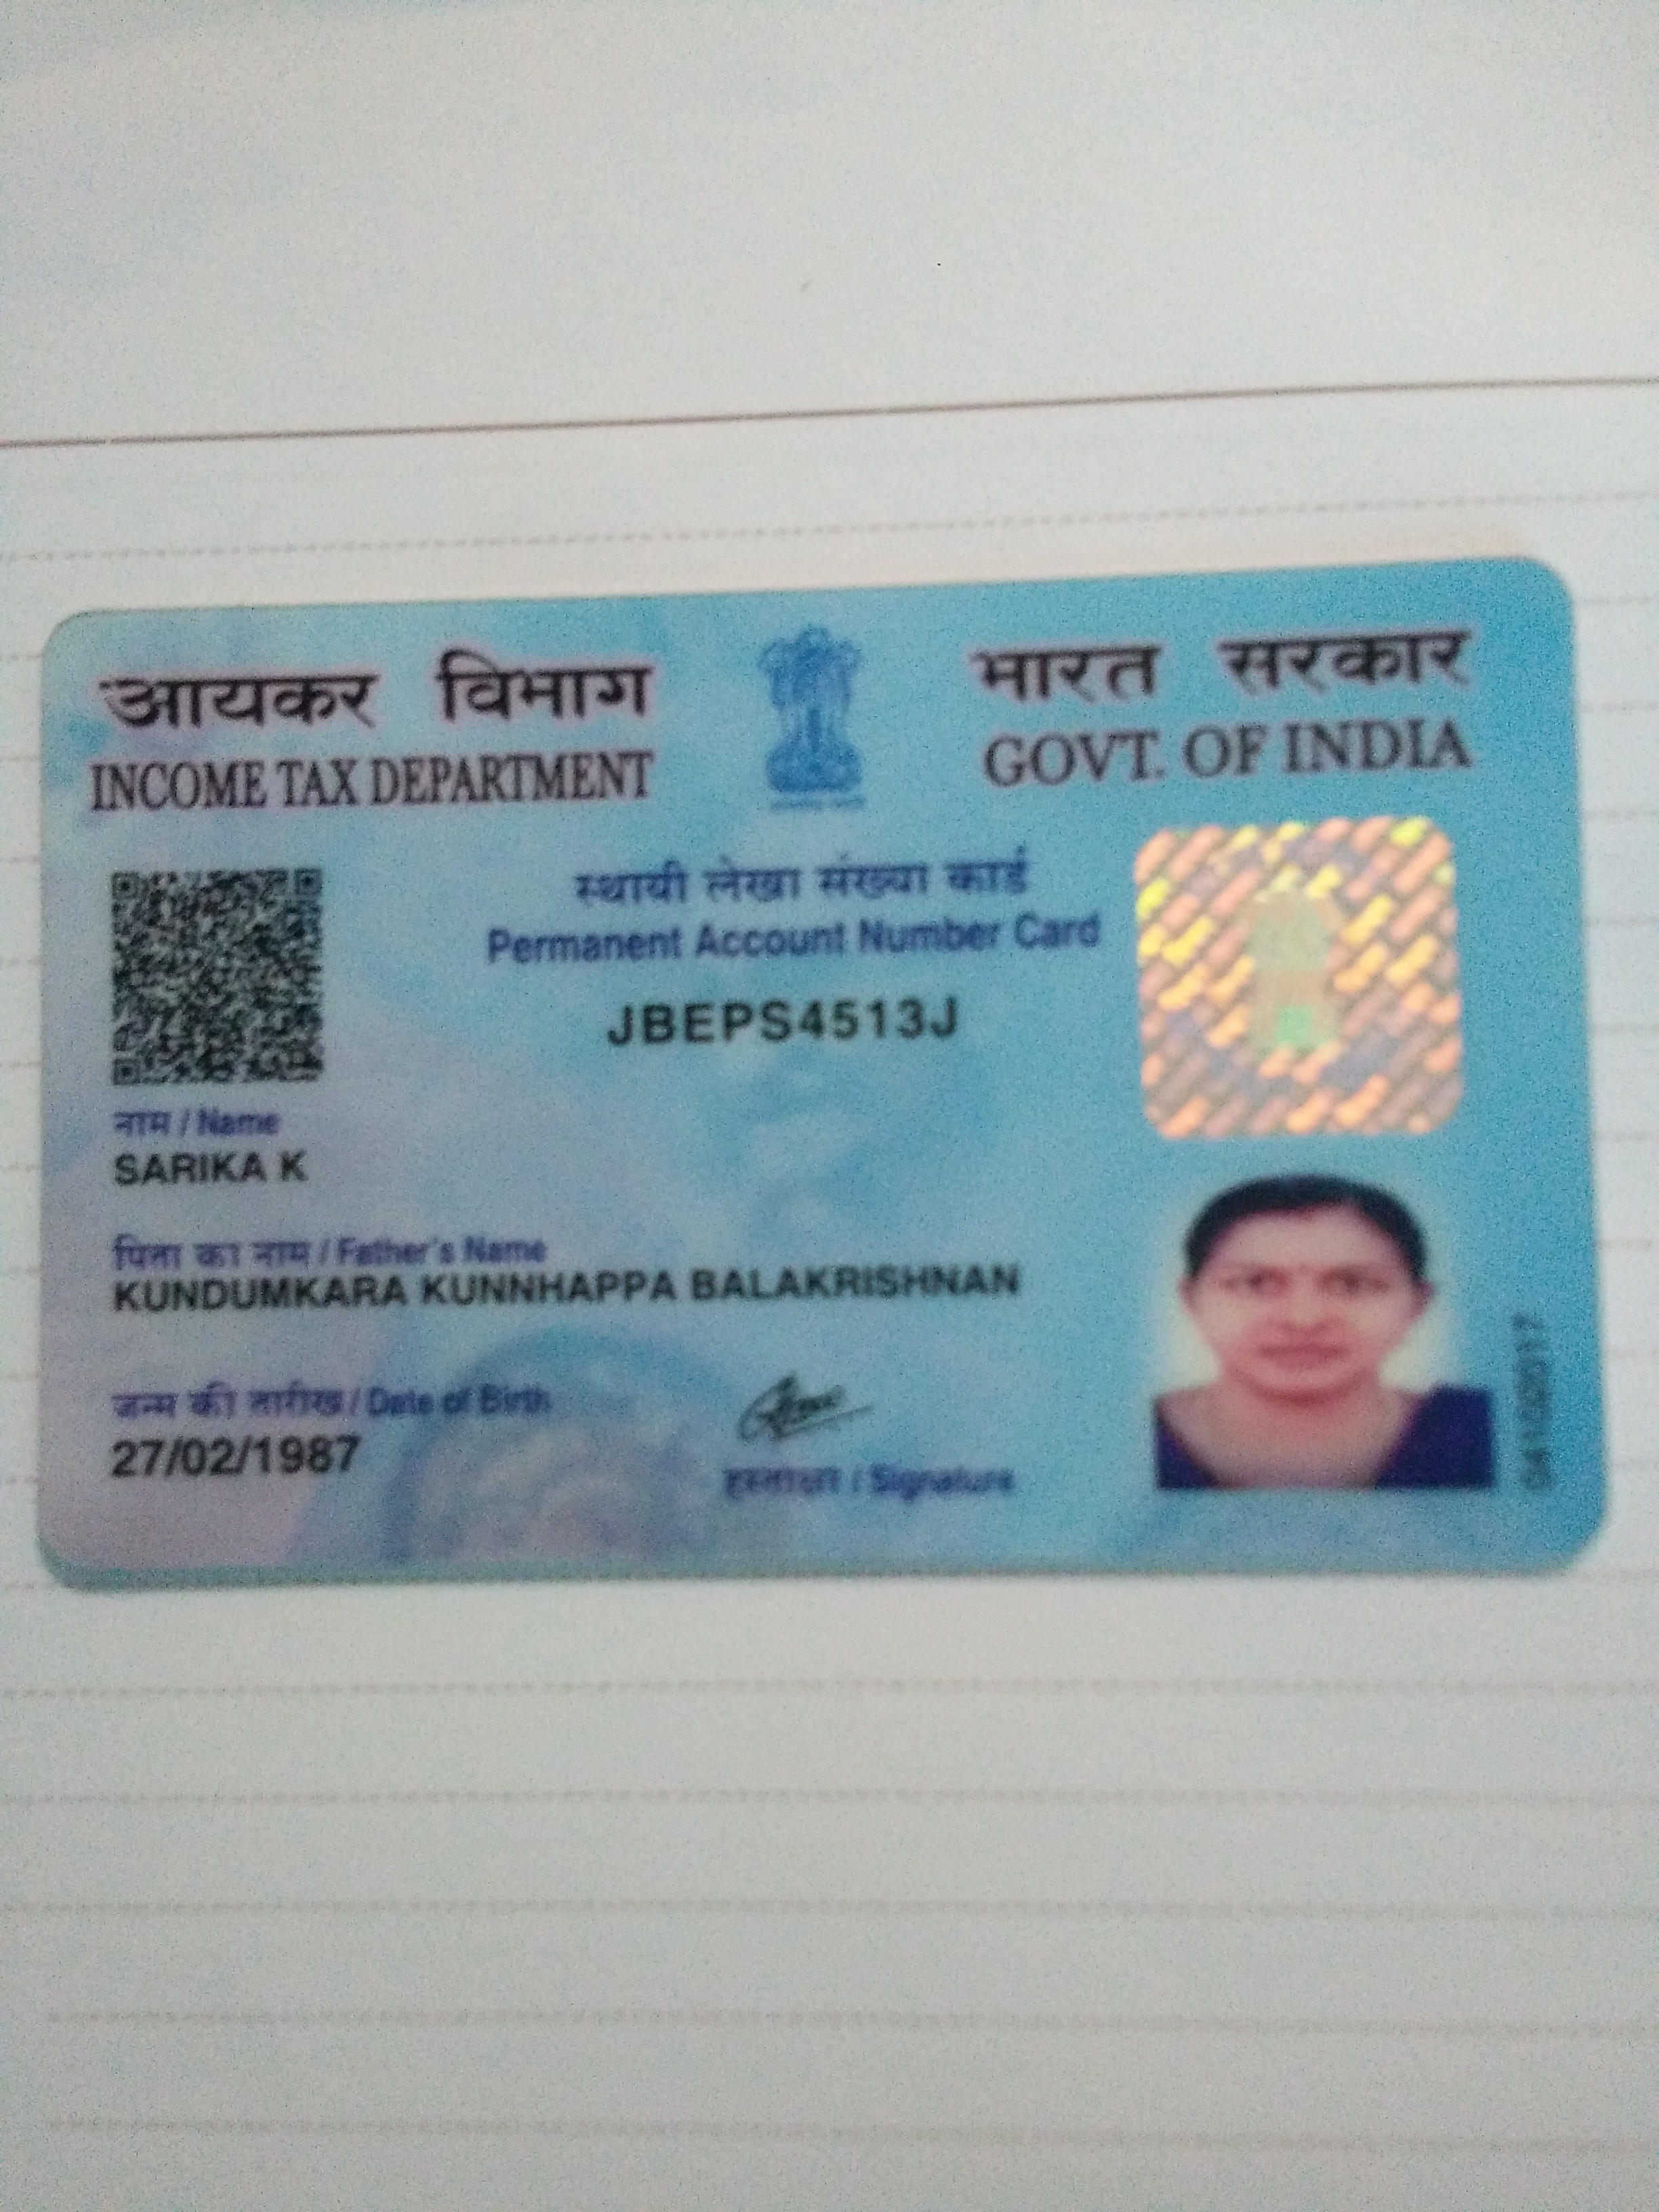 आयकर विभाग
INCOME TAX DEPARTMENT
भारत सरकार
GOVT. OF INDIA
स्थायी लेखा संख्या कार्ड
Permanent Account Number Card
JBEPS4513J
नाम / Name
SARIKA K
पिता का नाम / Father's Name
KUNDUMKARA KUNNHAPPA BALAKRISHNAN
जन्म की तारीख / Date of Birth
27/02/1987
हस्ताक्षर / Signature